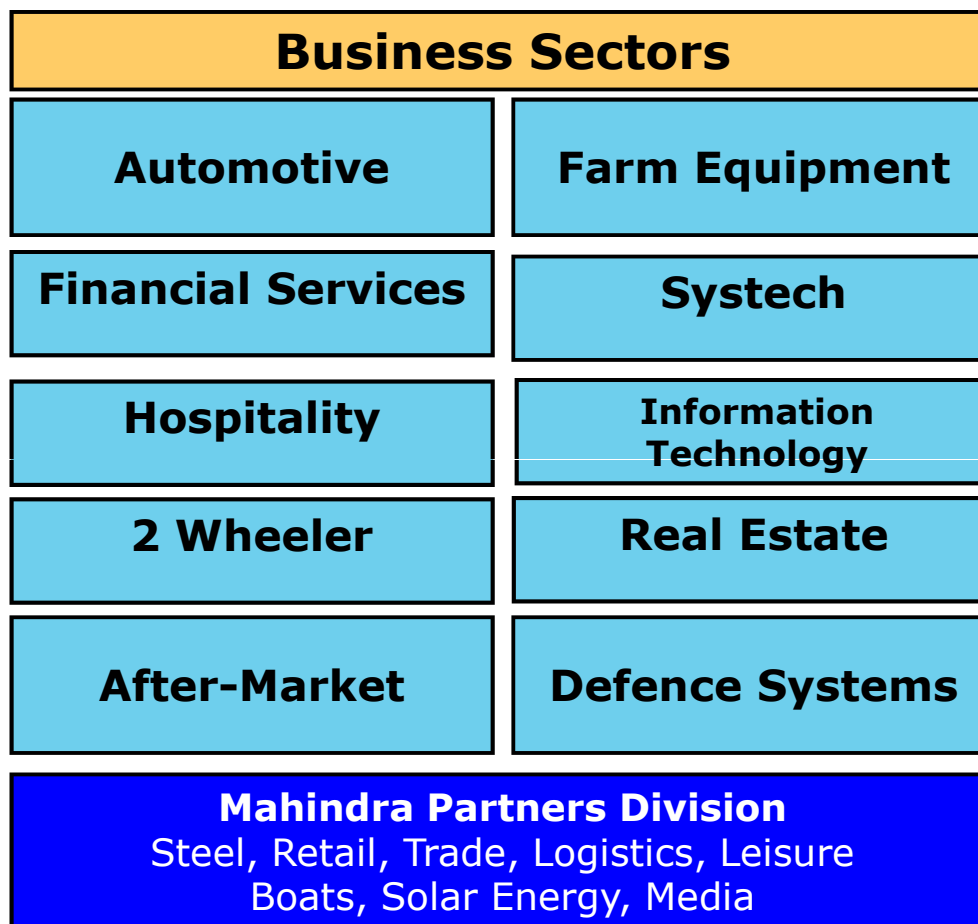 Business Sectors
Automotive
Farm Equipment
Financial Services
Systech
Hospitality
Information
Technology
2 Wheeler
Real Estate
After-Market
Defence Systems
Mahindra Partners Division
Steel, Retail, Trade, Logistics, Leisure
Boats, Solar Energy, Media